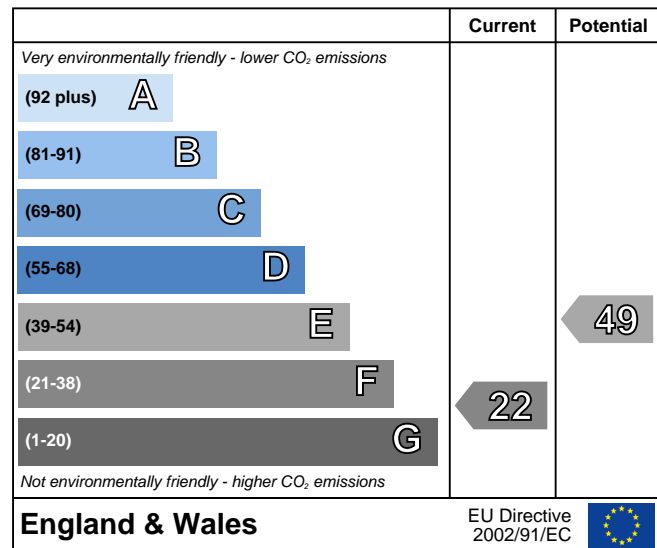 Current Potential
Very environmentally friendly - lower CO₂ emissions
(92 plus) A
(81-91) B
(69-80) C
(55-68) D
(39-54) E
49
(21-38) F
22
(1-20) G
Not environmentally friendly - higher CO₂ emissions
England & Wales
EU Directive
2002/91/EC